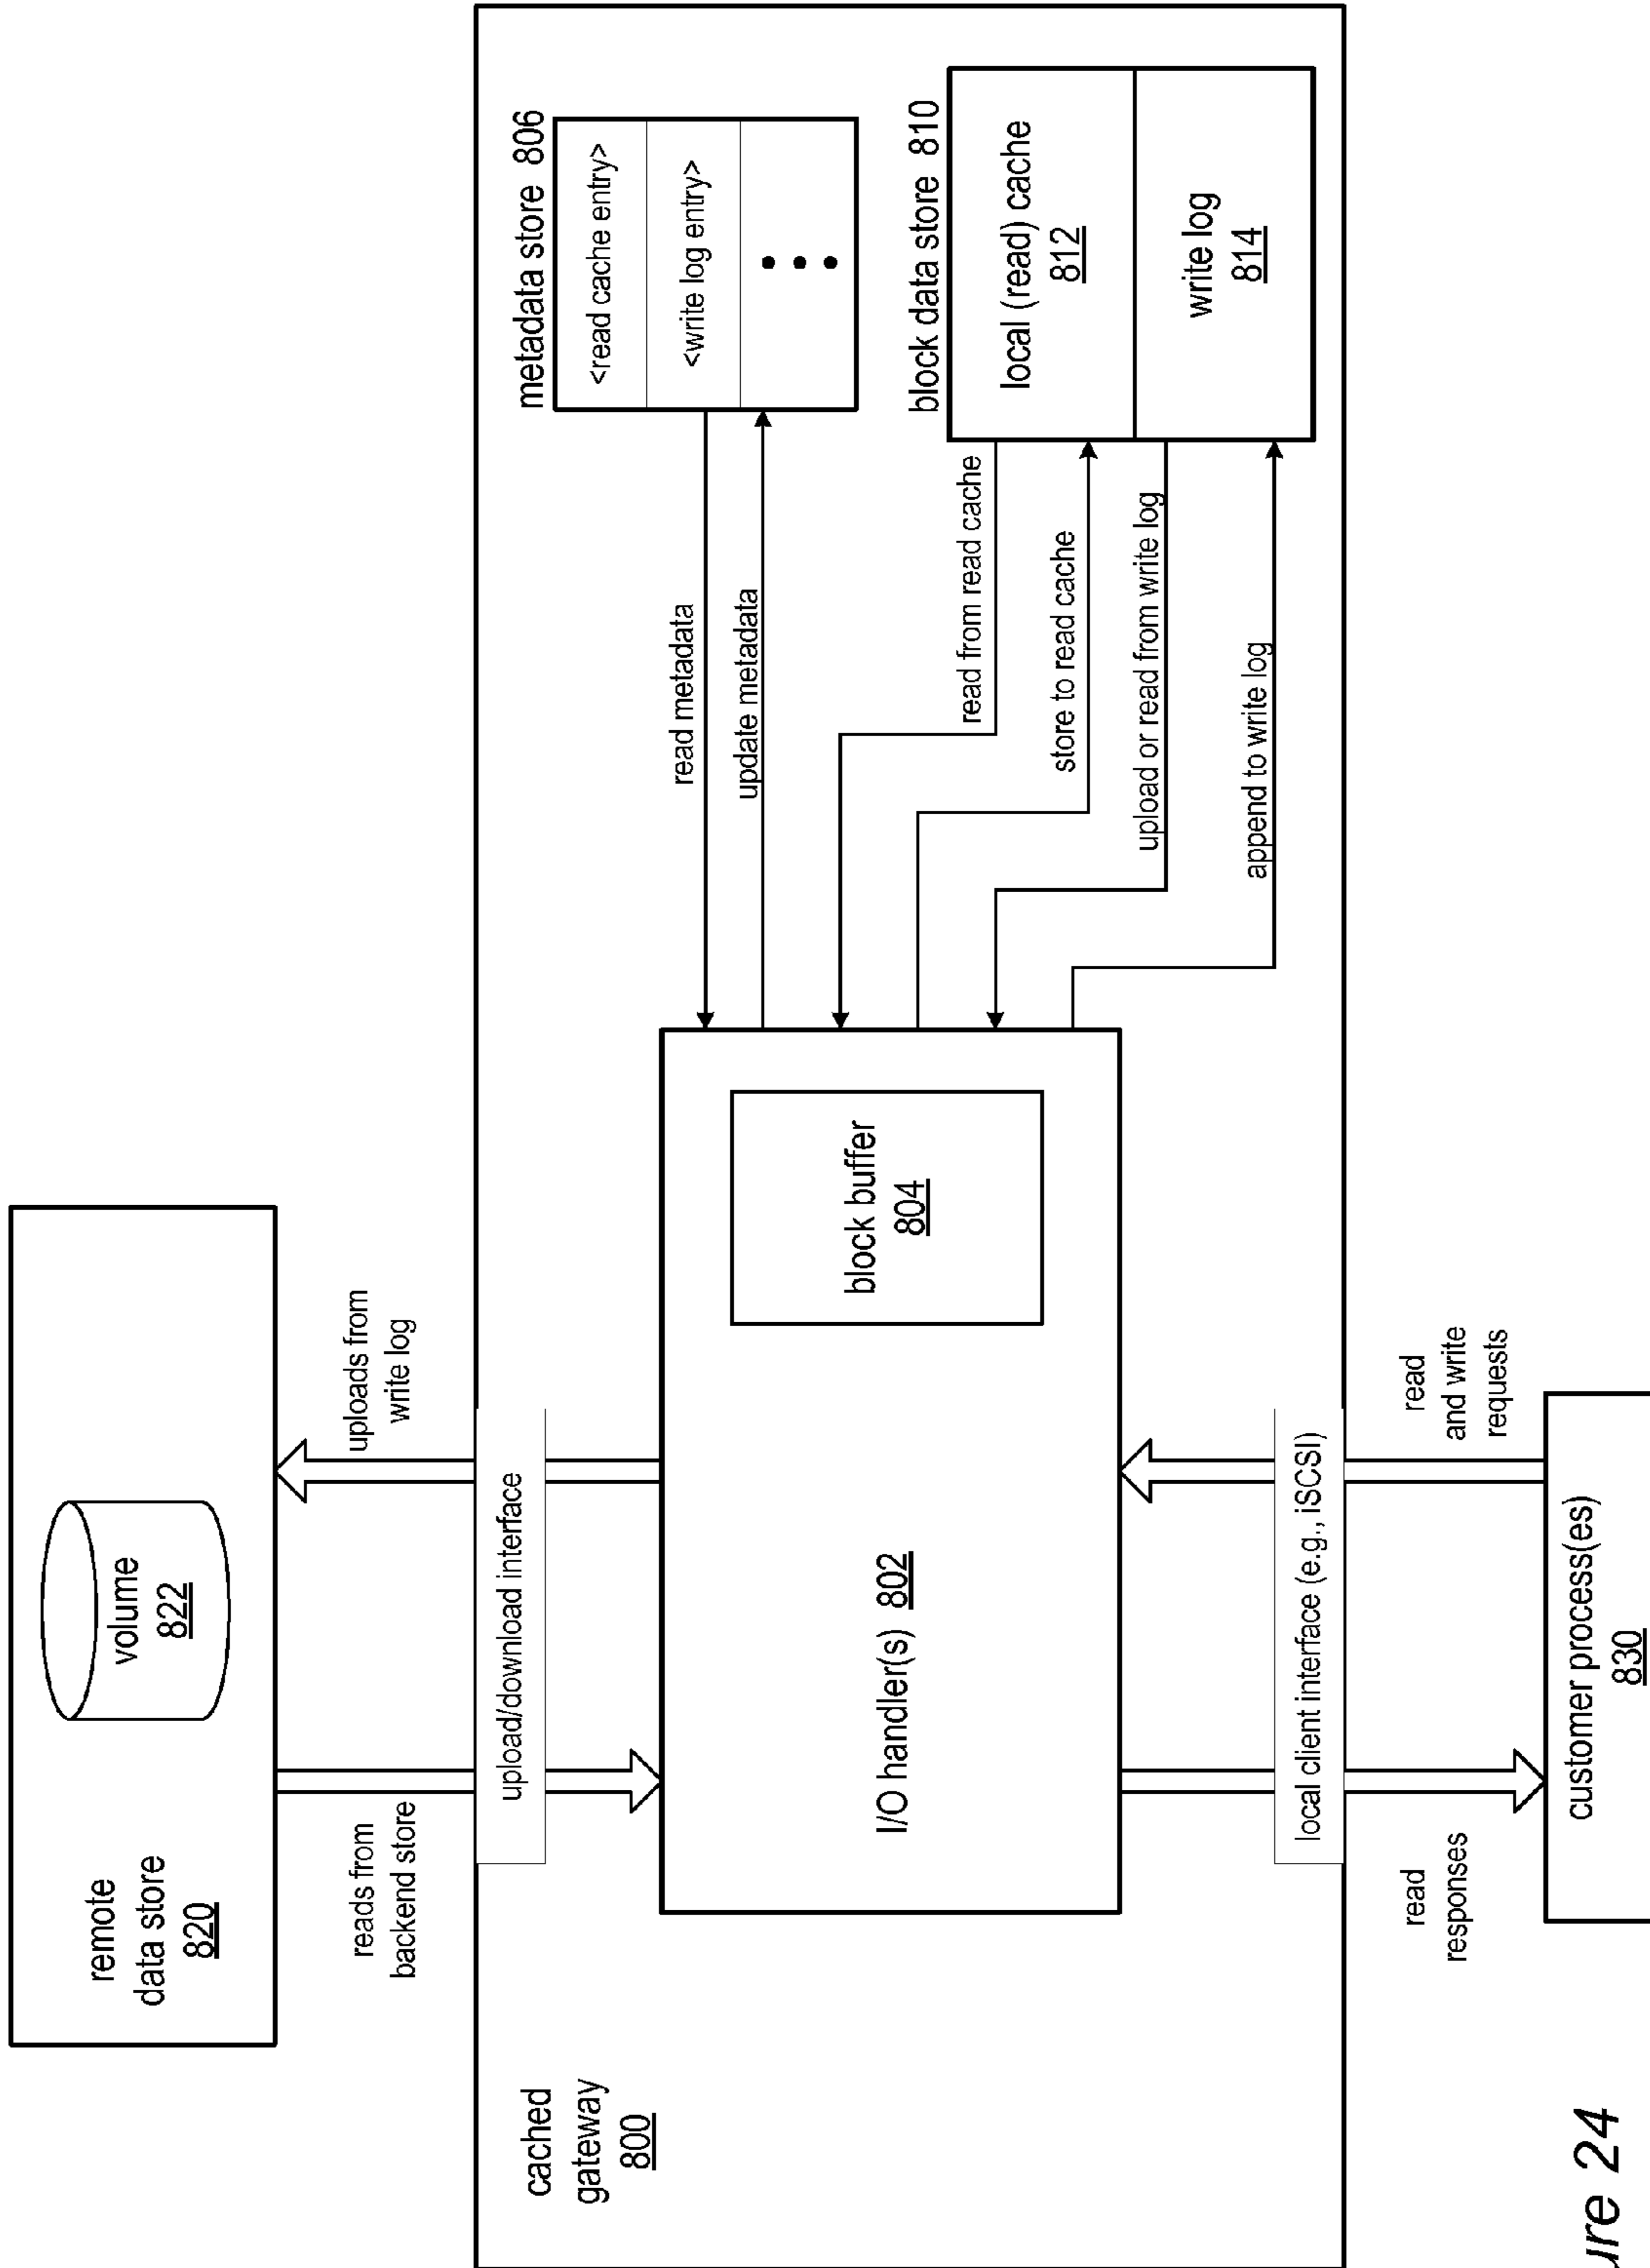 remote
data store
820
volume
822
reads from
backend store
uploads from
write log
cached
gateway
800
upload/download interface
I/O handler(s) 802
block buffer
804
read metadata
update metadata
read from read cache
store to read cache
upload or read from write log
append to write log
metadata store 806
<read cache entry>
<write log entry>
block data store 810
local (read) cache
812
write log
814
local client interface (e.g., iSCSI)
read
responses
read
and write
requests
customer process(es)
830
ure 24